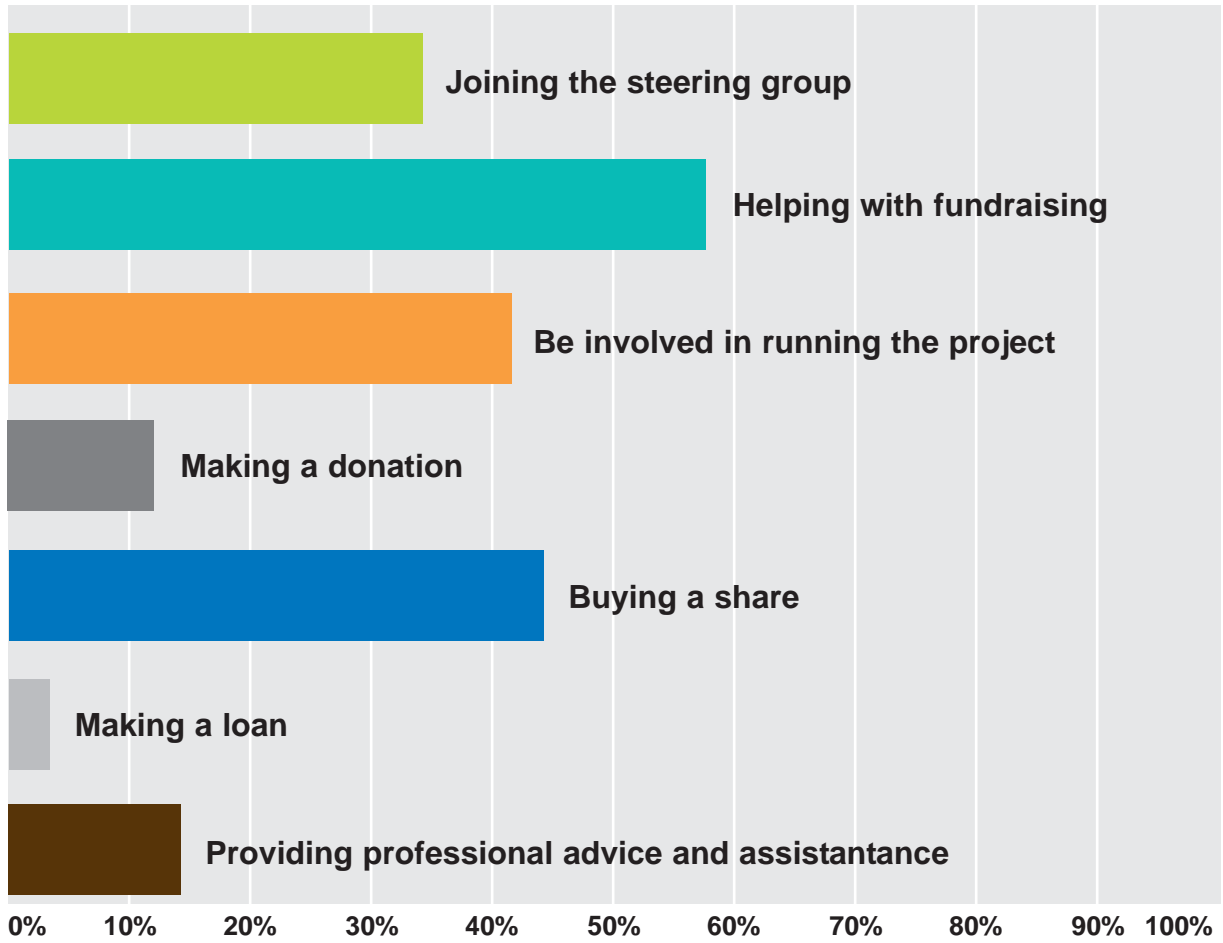 Joining the steering group
Helping with fundraising
Be involved in running the project
Making a donation
Buying a share
Making a loan
Providing professional advice and assistantance
0% 10% 20% 30% 40% 50% 60% 70% 80% 90% 100%